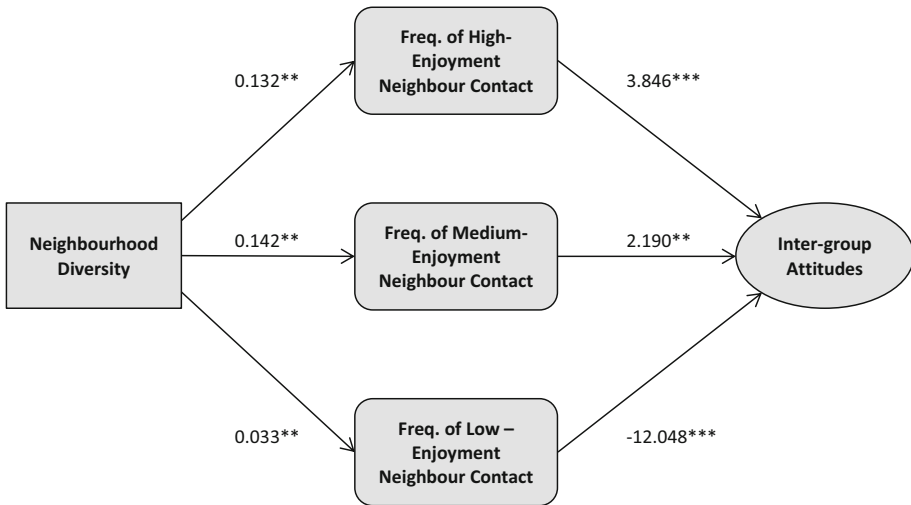 Freq. of High-
Enjoyment
Neighbour Contact
0.132**
3.846***
Neighbourhood
Diversity
0.142**
Freq. of Medium-
Enjoyment
Neighbour Contact
2.190**
Inter-group
Attitudes
0.033**
Freq. of Low –
Enjoyment
Neighbour Contact
-12.048***